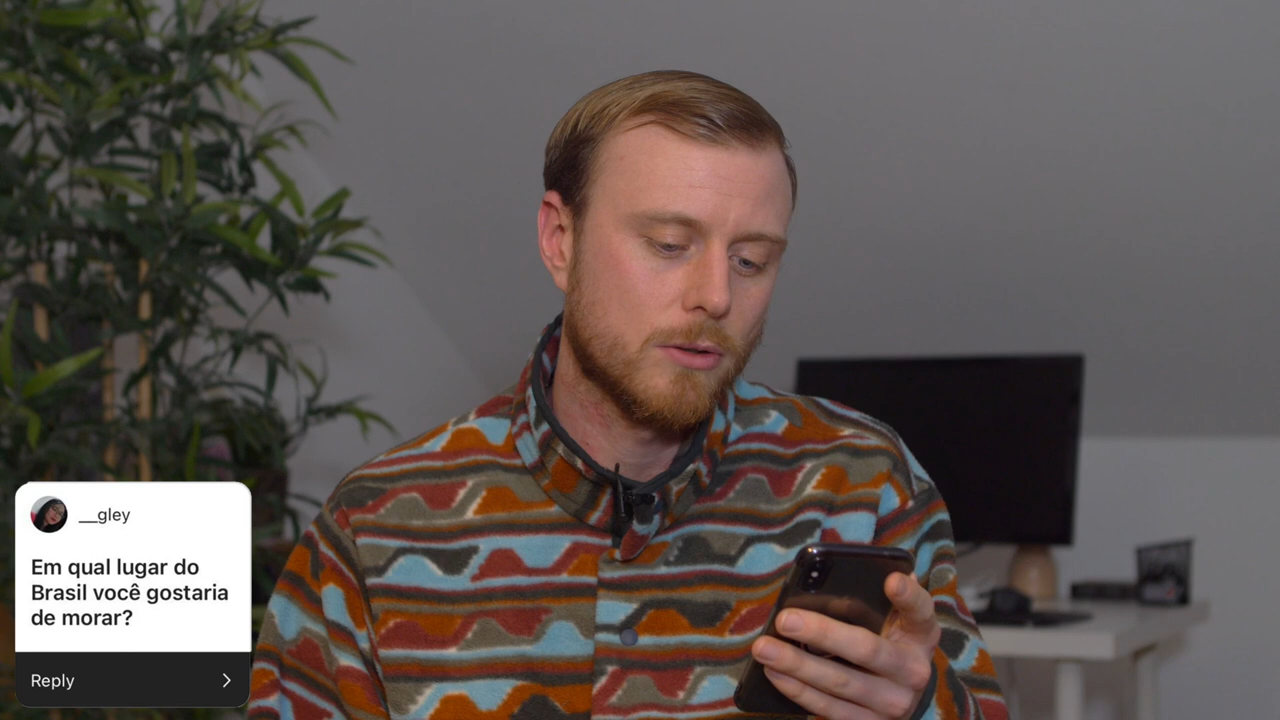 __gley
Em qual lugar do
Brasil você gostaria
de morar?
Reply